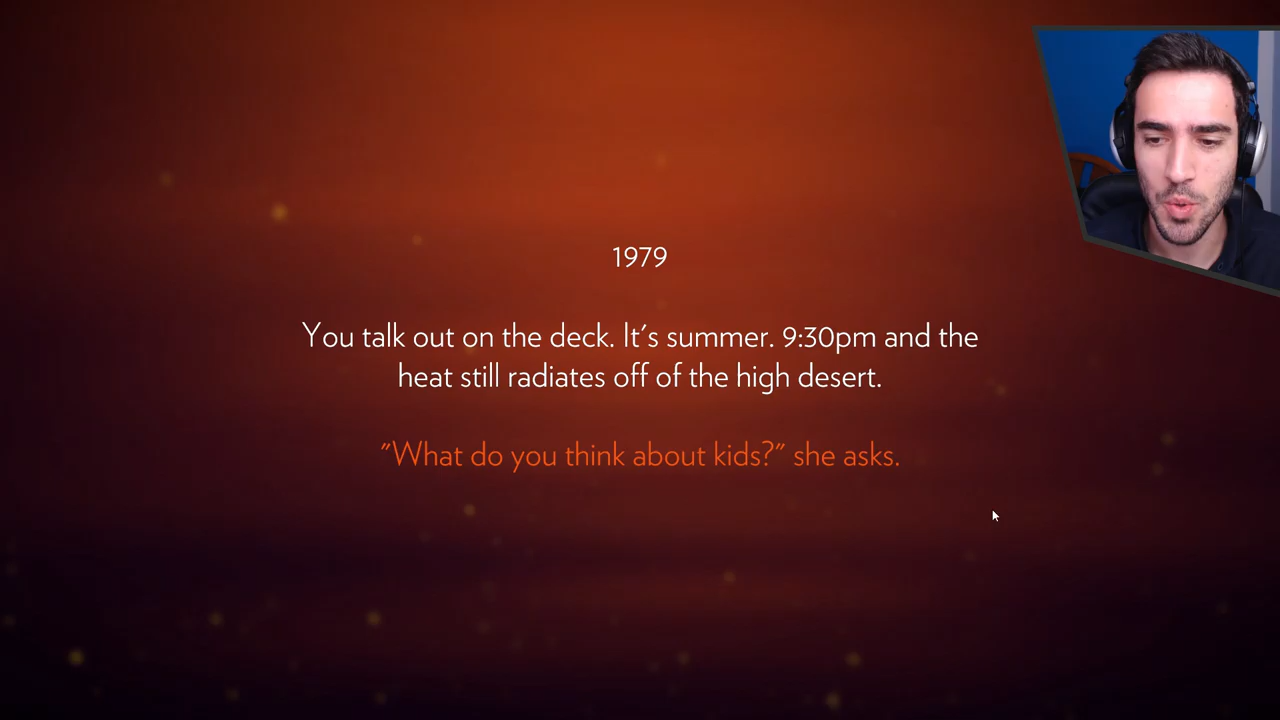 1979
You talk out on the deck. It's summer. 9:30pm and the
heat still radiates off of the high desert.
"What do you think about kids?" she asks.